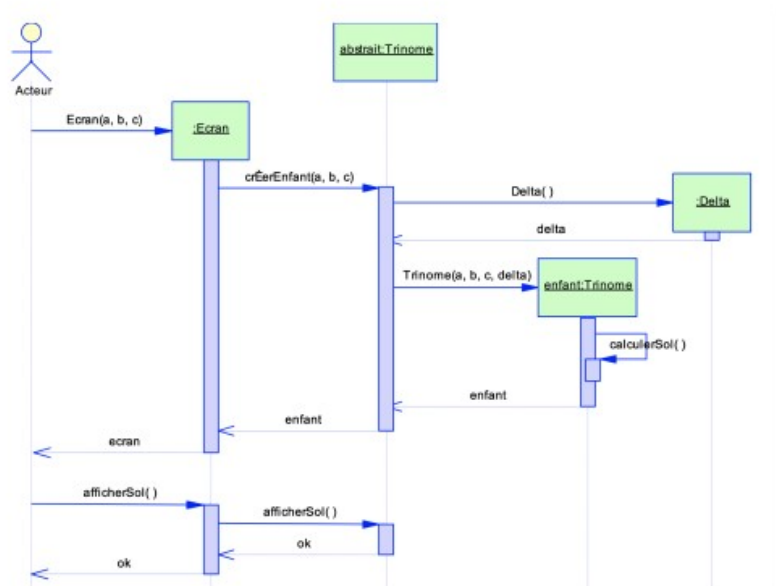 abstrait:Trinome
Acteur
Ecran(a, b, c)
:Ecran
crÈerEnfant(a, b, c)
Delta( )
:Delta
delta
Trinome(a, b, c, delta)
enfant:Trinome
calculerSol( )
enfant
enfant
ecran
afficherSol( )
afficherSol( )
ok
ok